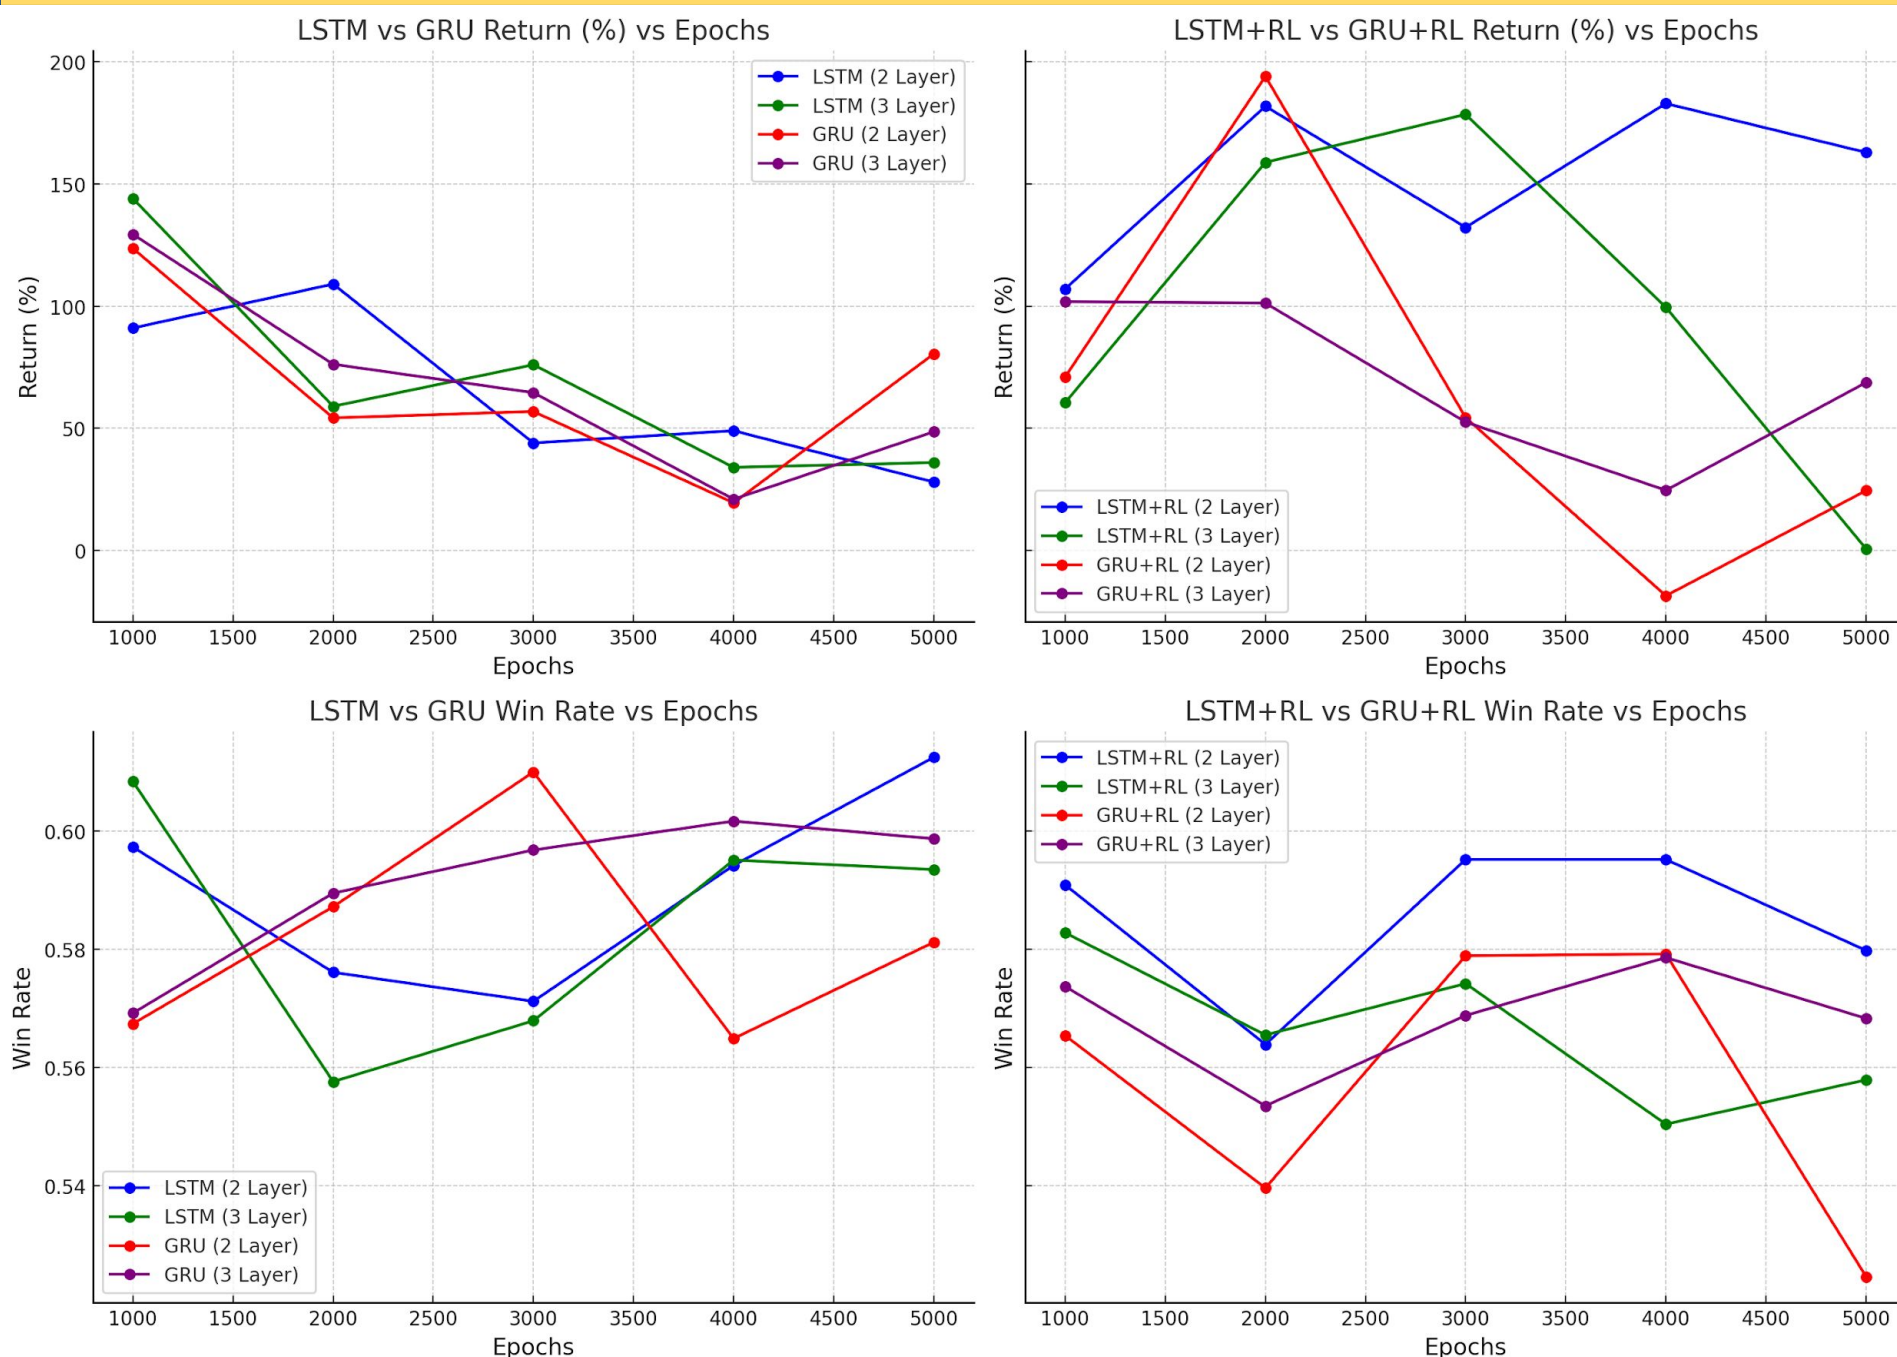 LSTM vs GRU Return (%) vs Epochs
Return (%)
200
150
100
50
0
LSTM (2 Layer)
LSTM (3 Layer)
GRU (2 Layer)
GRU (3 Layer)
1000 1500 2000 2500 3000 3500 4000 4500 5000
Epochs
LSTM+RL vs GRU+RL Return (%) vs Epochs
Return (%)
LSTM+RL (2 Layer)
LSTM+RL (3 Layer)
GRU+RL (2 Layer)
GRU+RL (3 Layer)
1000 1500 2000 2500 3000 3500 4000 4500 5000
Epochs
LSTM vs GRU Win Rate vs Epochs
Win Rate
0.60
0.58
0.56
0.54
LSTM (2 Layer)
LSTM (3 Layer)
GRU (2 Layer)
GRU (3 Layer)
1000 1500 2000 2500 3000 3500 4000 4500 5000
Epochs
LSTM+RL vs GRU+RL Win Rate vs Epochs
Win Rate
LSTM+RL (2 Layer)
LSTM+RL (3 Layer)
GRU+RL (2 Layer)
GRU+RL (3 Layer)
1000 1500 2000 2500 3000 3500 4000 4500 5000
Epochs